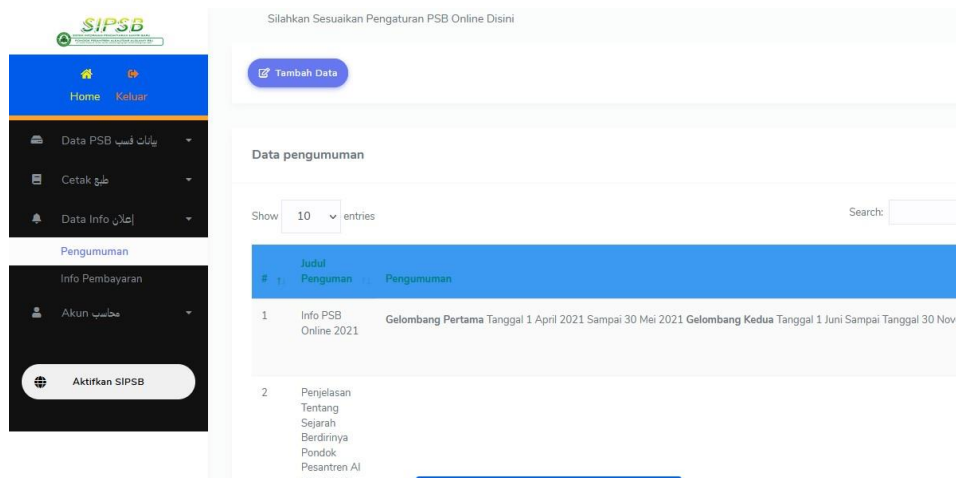 SIPSB
Silahkan Sesuaikan Pengaturan PSB Online Disini
Home Keluar
Tambah Data
Data PSB بيانات فسب
Cetak طبع
Data Info إعلان
Pengumuman
Info Pembayaran
Akun محاسب
Aktifkan SIPSB
Data pengumuman
Show 10 entries
Search:
# Judul Penguman Pengumuman
1 Info PSB Online 2021 Gelombang Pertama Tanggal 1 April 2021 Sampai 30 Mei 2021 Gelombang Kedua Tanggal 1 Juni Sampai Tanggal 30 Nov
2 Penjelasan
Tentang
Sejarah
Berdirinya
Pondok
Pesantren Al